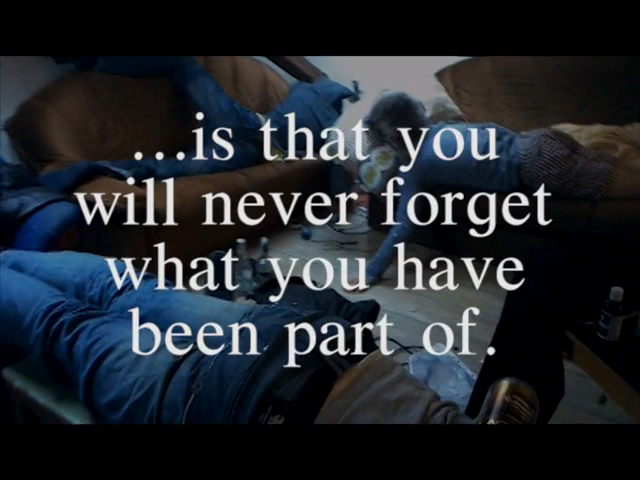 ...is that you
will never forget
what you have
been part of.